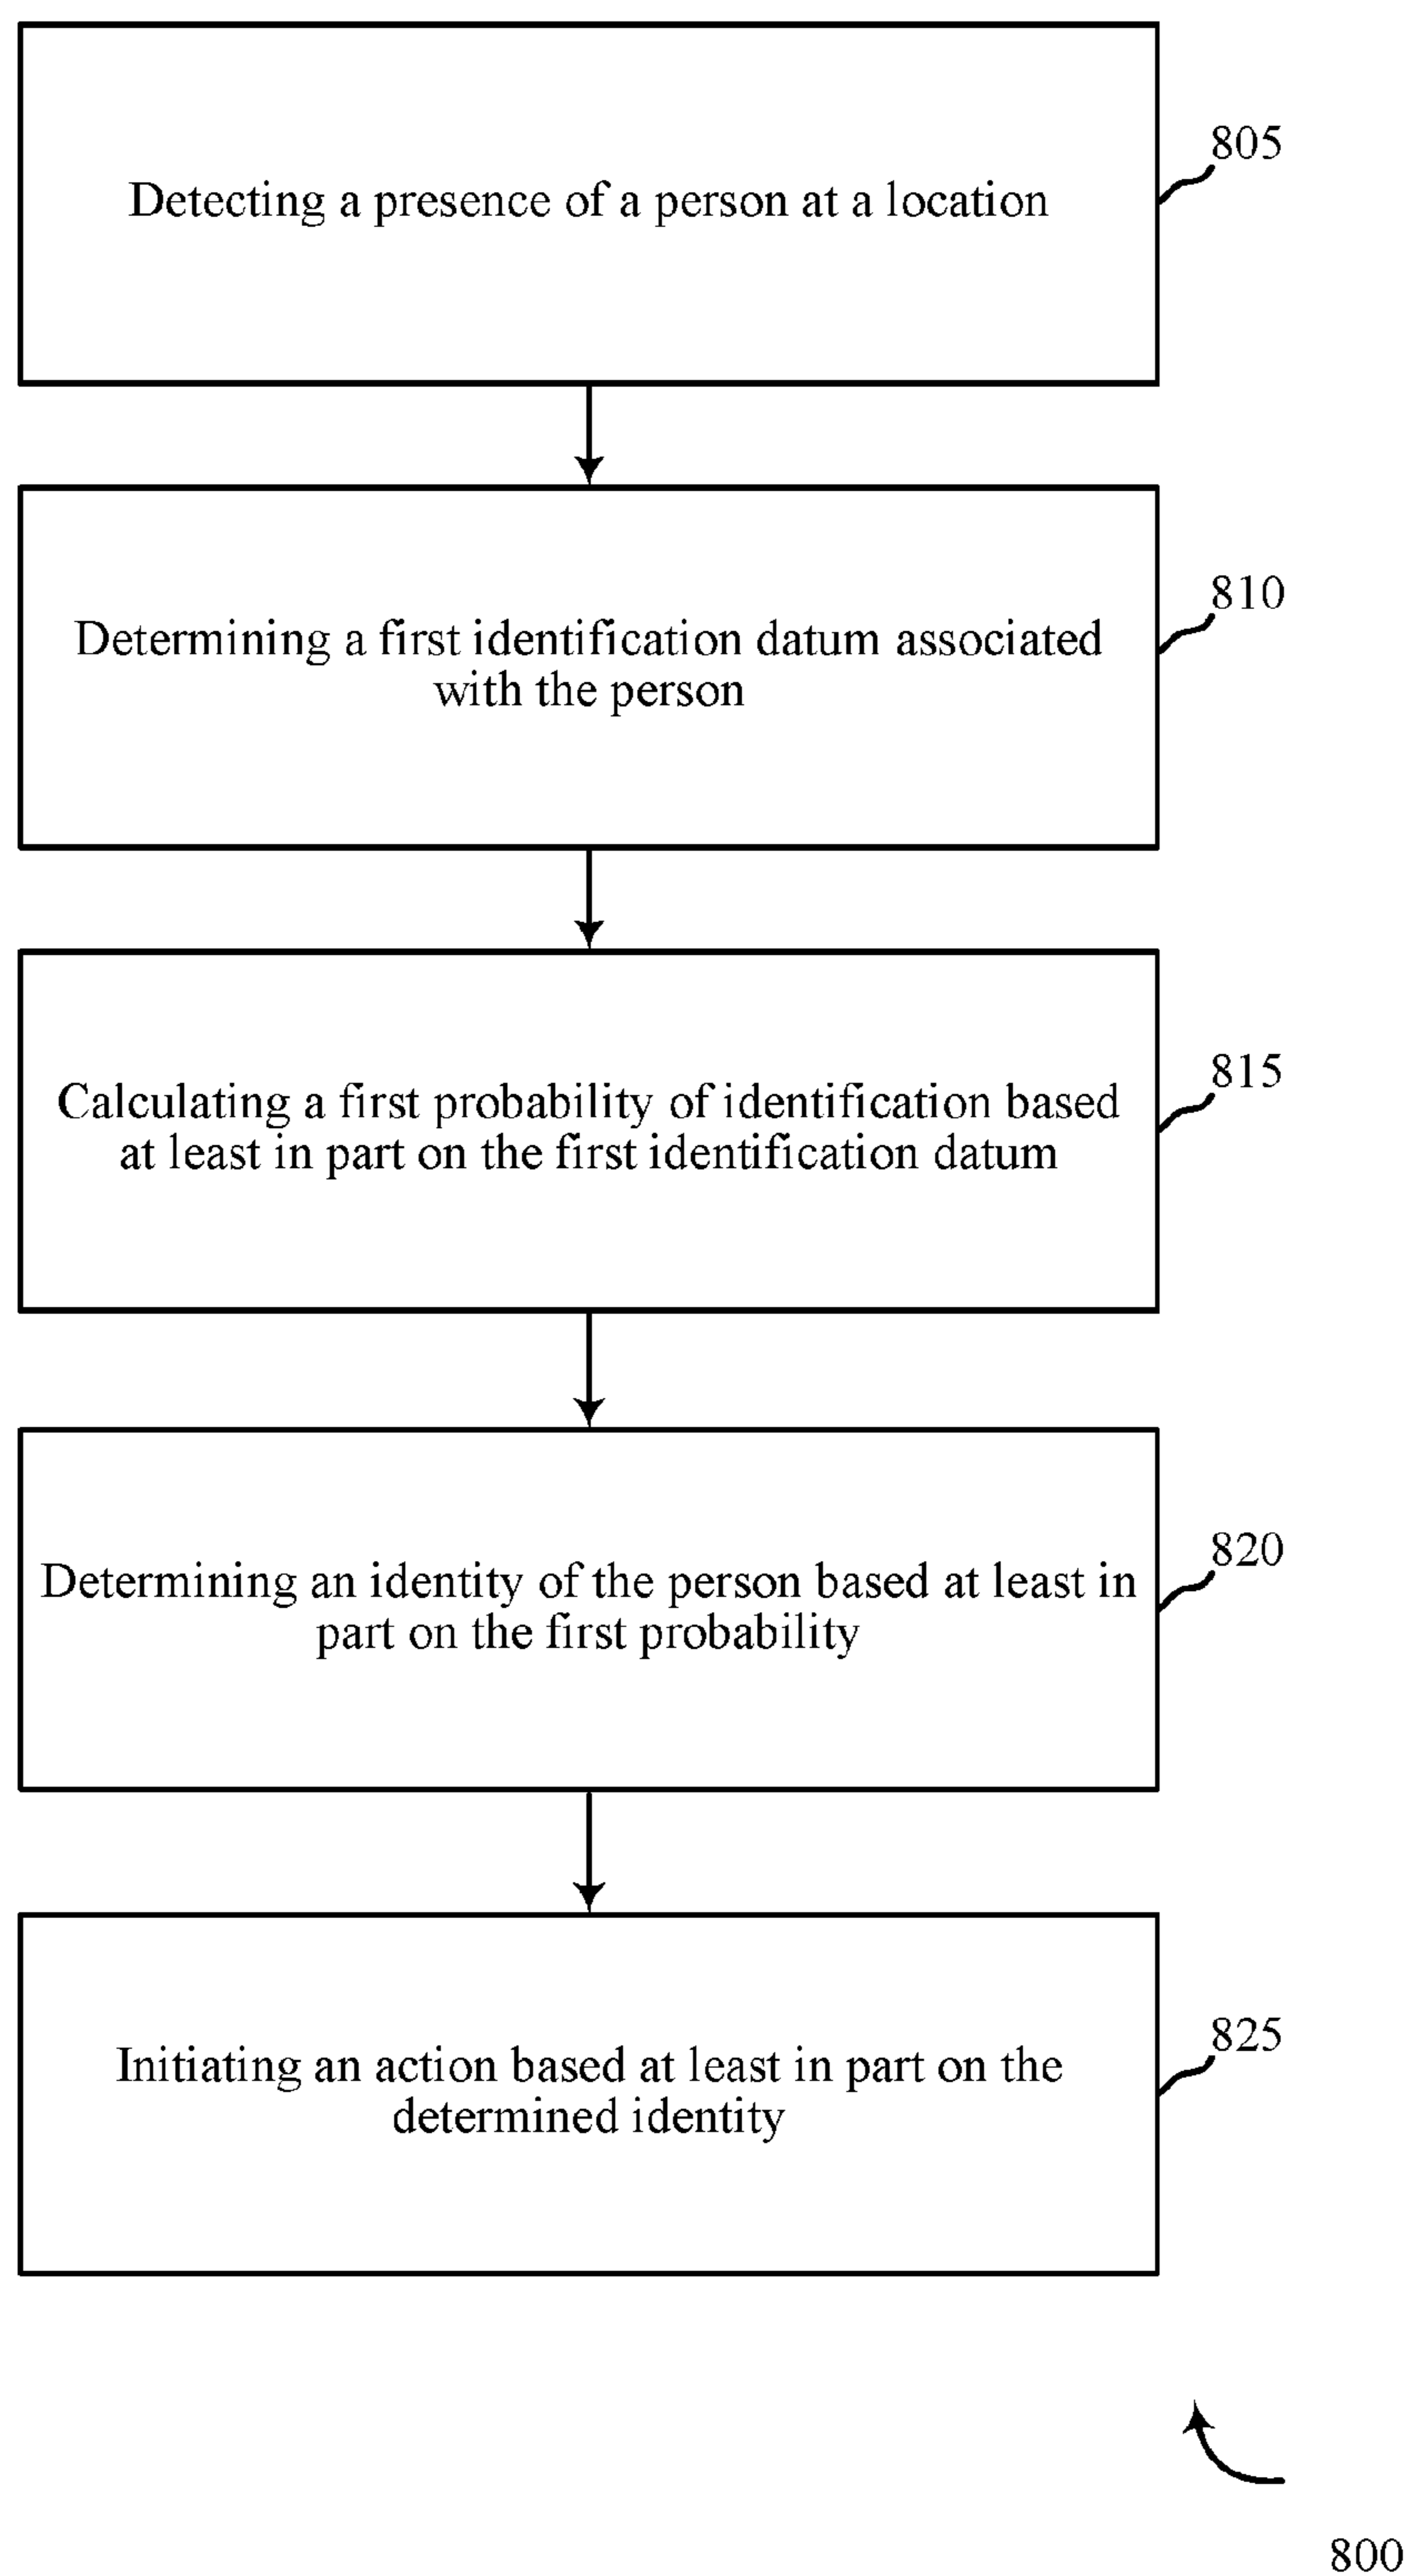 Detecting a presence of a person at a location
805
Determining a first identification datum associated
with the person
810
Calculating a first probability of identification based
at least in part on the first identification datum
815
Determining an identity of the person based at least in
part on the first probability
820
Initiating an action based at least in part on the
determined identity
825
800